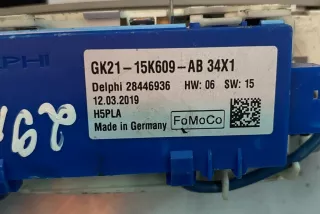 GK21-15K609-AB 34X1
Delphi 28446936 HW: 06 SW: 15
12.03.2019
H5PLA
Made in Germany FoMoCo